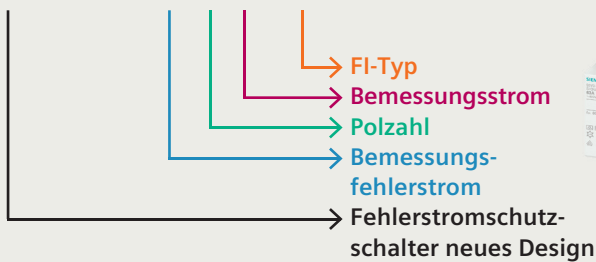 FI-Typ
Bemessungsstrom
Polzahl
Bemessungs-
fehlerstrom
Fehlerstromschutz-
schalter neues Design